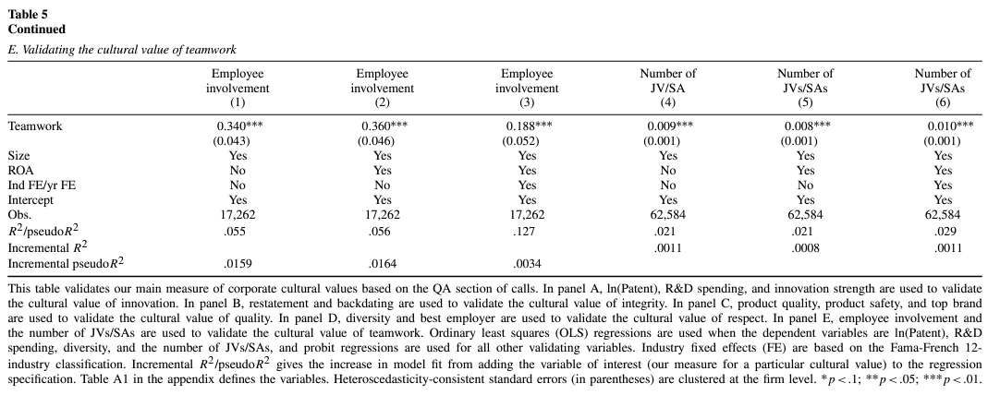 Table 5
Continued
E. Validating the cultural value of teamwork
Employee involvement (1) Employee involvement (2) Employee involvement (3) Number of JV/SA (4) Number of JVs/SAs (5) Number of JVs/SAs (6)
Teamwork 0.340*** 0.360*** 0.188*** 0.009*** 0.008*** 0.010***
(0.043) (0.046) (0.052) (0.001) (0.001) (0.001)
Size Yes Yes Yes Yes Yes Yes
ROA No Yes Yes No Yes Yes
Ind FE/yr FE No No Yes No No Yes
Intercept Yes Yes Yes Yes Yes Yes
Obs. 17,262 17,262 17,262 62,584 62,584 62,584
R²/pseudoR² .055 .056 .127 .021 .021 .029
Incremental R² .0011 .0008 .0011
Incremental pseudoR² .0159 .0164 .0034
This table validates our main measure of corporate cultural values based on the QA section of calls. In panel A, ln(Patent), R&D spending, and innovation strength are used to validate
the cultural value of innovation. In panel B, restatement and backdating are used to validate the cultural value of integrity. In panel C, product quality, product safety, and top brand
are used to validate the cultural value of quality. In panel D, diversity and best employer are used to validate the cultural value of respect. In panel E, employee involvement and
the number of JVs/SAs are used to validate the cultural value of teamwork. Ordinary least squares (OLS) regressions are used when the dependent variables are ln(Patent), R&D
spending, diversity, and the number of JVs/SAs, and probit regressions are used for all other validating variables. Industry fixed effects (FE) are based on the Fama-French 12-
industry classification. Incremental R²/pseudoR² gives the increase in model fit from adding the variable of interest (our measure for a particular cultural value) to the regression
specification. Table A1 in the appendix defines the variables. Heteroscedasticity-consistent standard errors (in parentheses) are clustered at the firm level. *p<.1; **p<.05; ***p<.01.